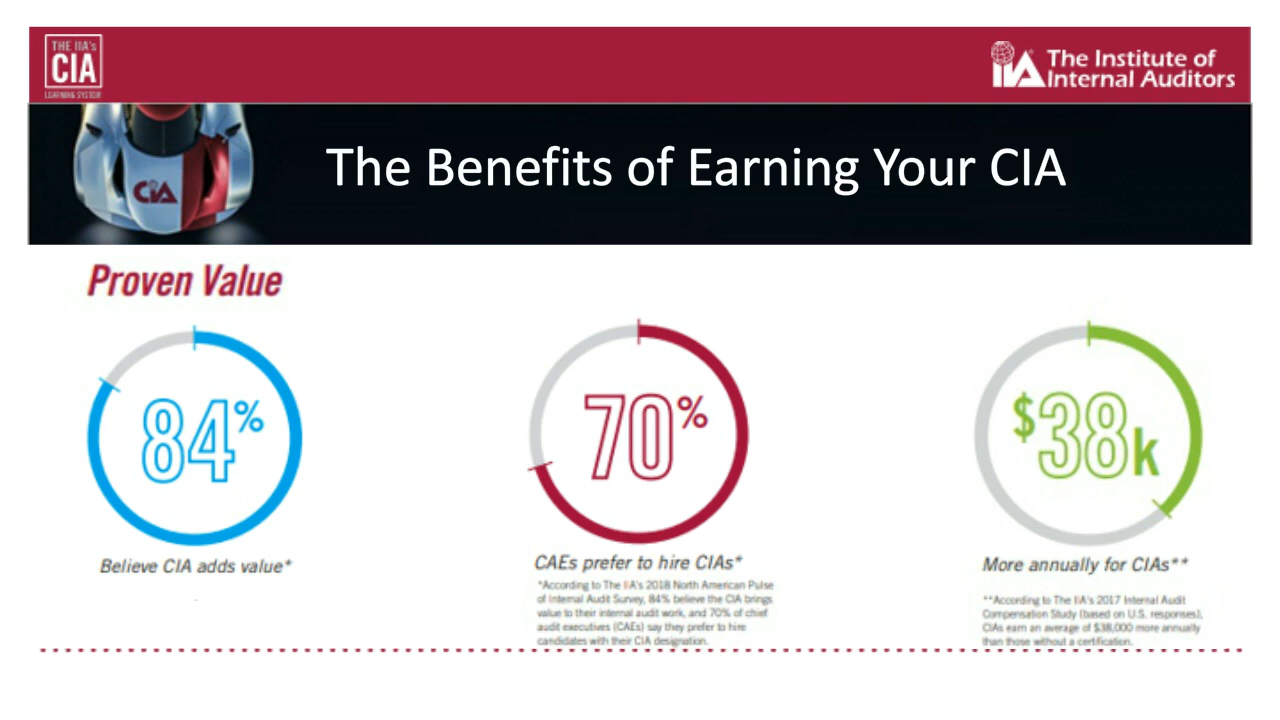 THE IIA's
CIA
LEARNING SYSTEM
IIA
The Institute of
Internal Auditors
CIA
The Benefits of Earning Your CIA
Proven Value
84%
70%
$38k
Believe CIA adds value*
CAEs prefer to hire CIAs*
*According to The IIA's 2018 North American Pulse
of Internal Audit Survey, 84% believe the CIA brings
value to their internal audit work, and 70% of chief
audit executives (CAEs) say they prefer to hire
candidates with their CIA designation.
More annually for CIAs**
**According to The IIA's 2017 Internal Audit
Compensation Study (based on U.S. responses),
CIAs earn an average of $38,000 more annually
than those without a certification.